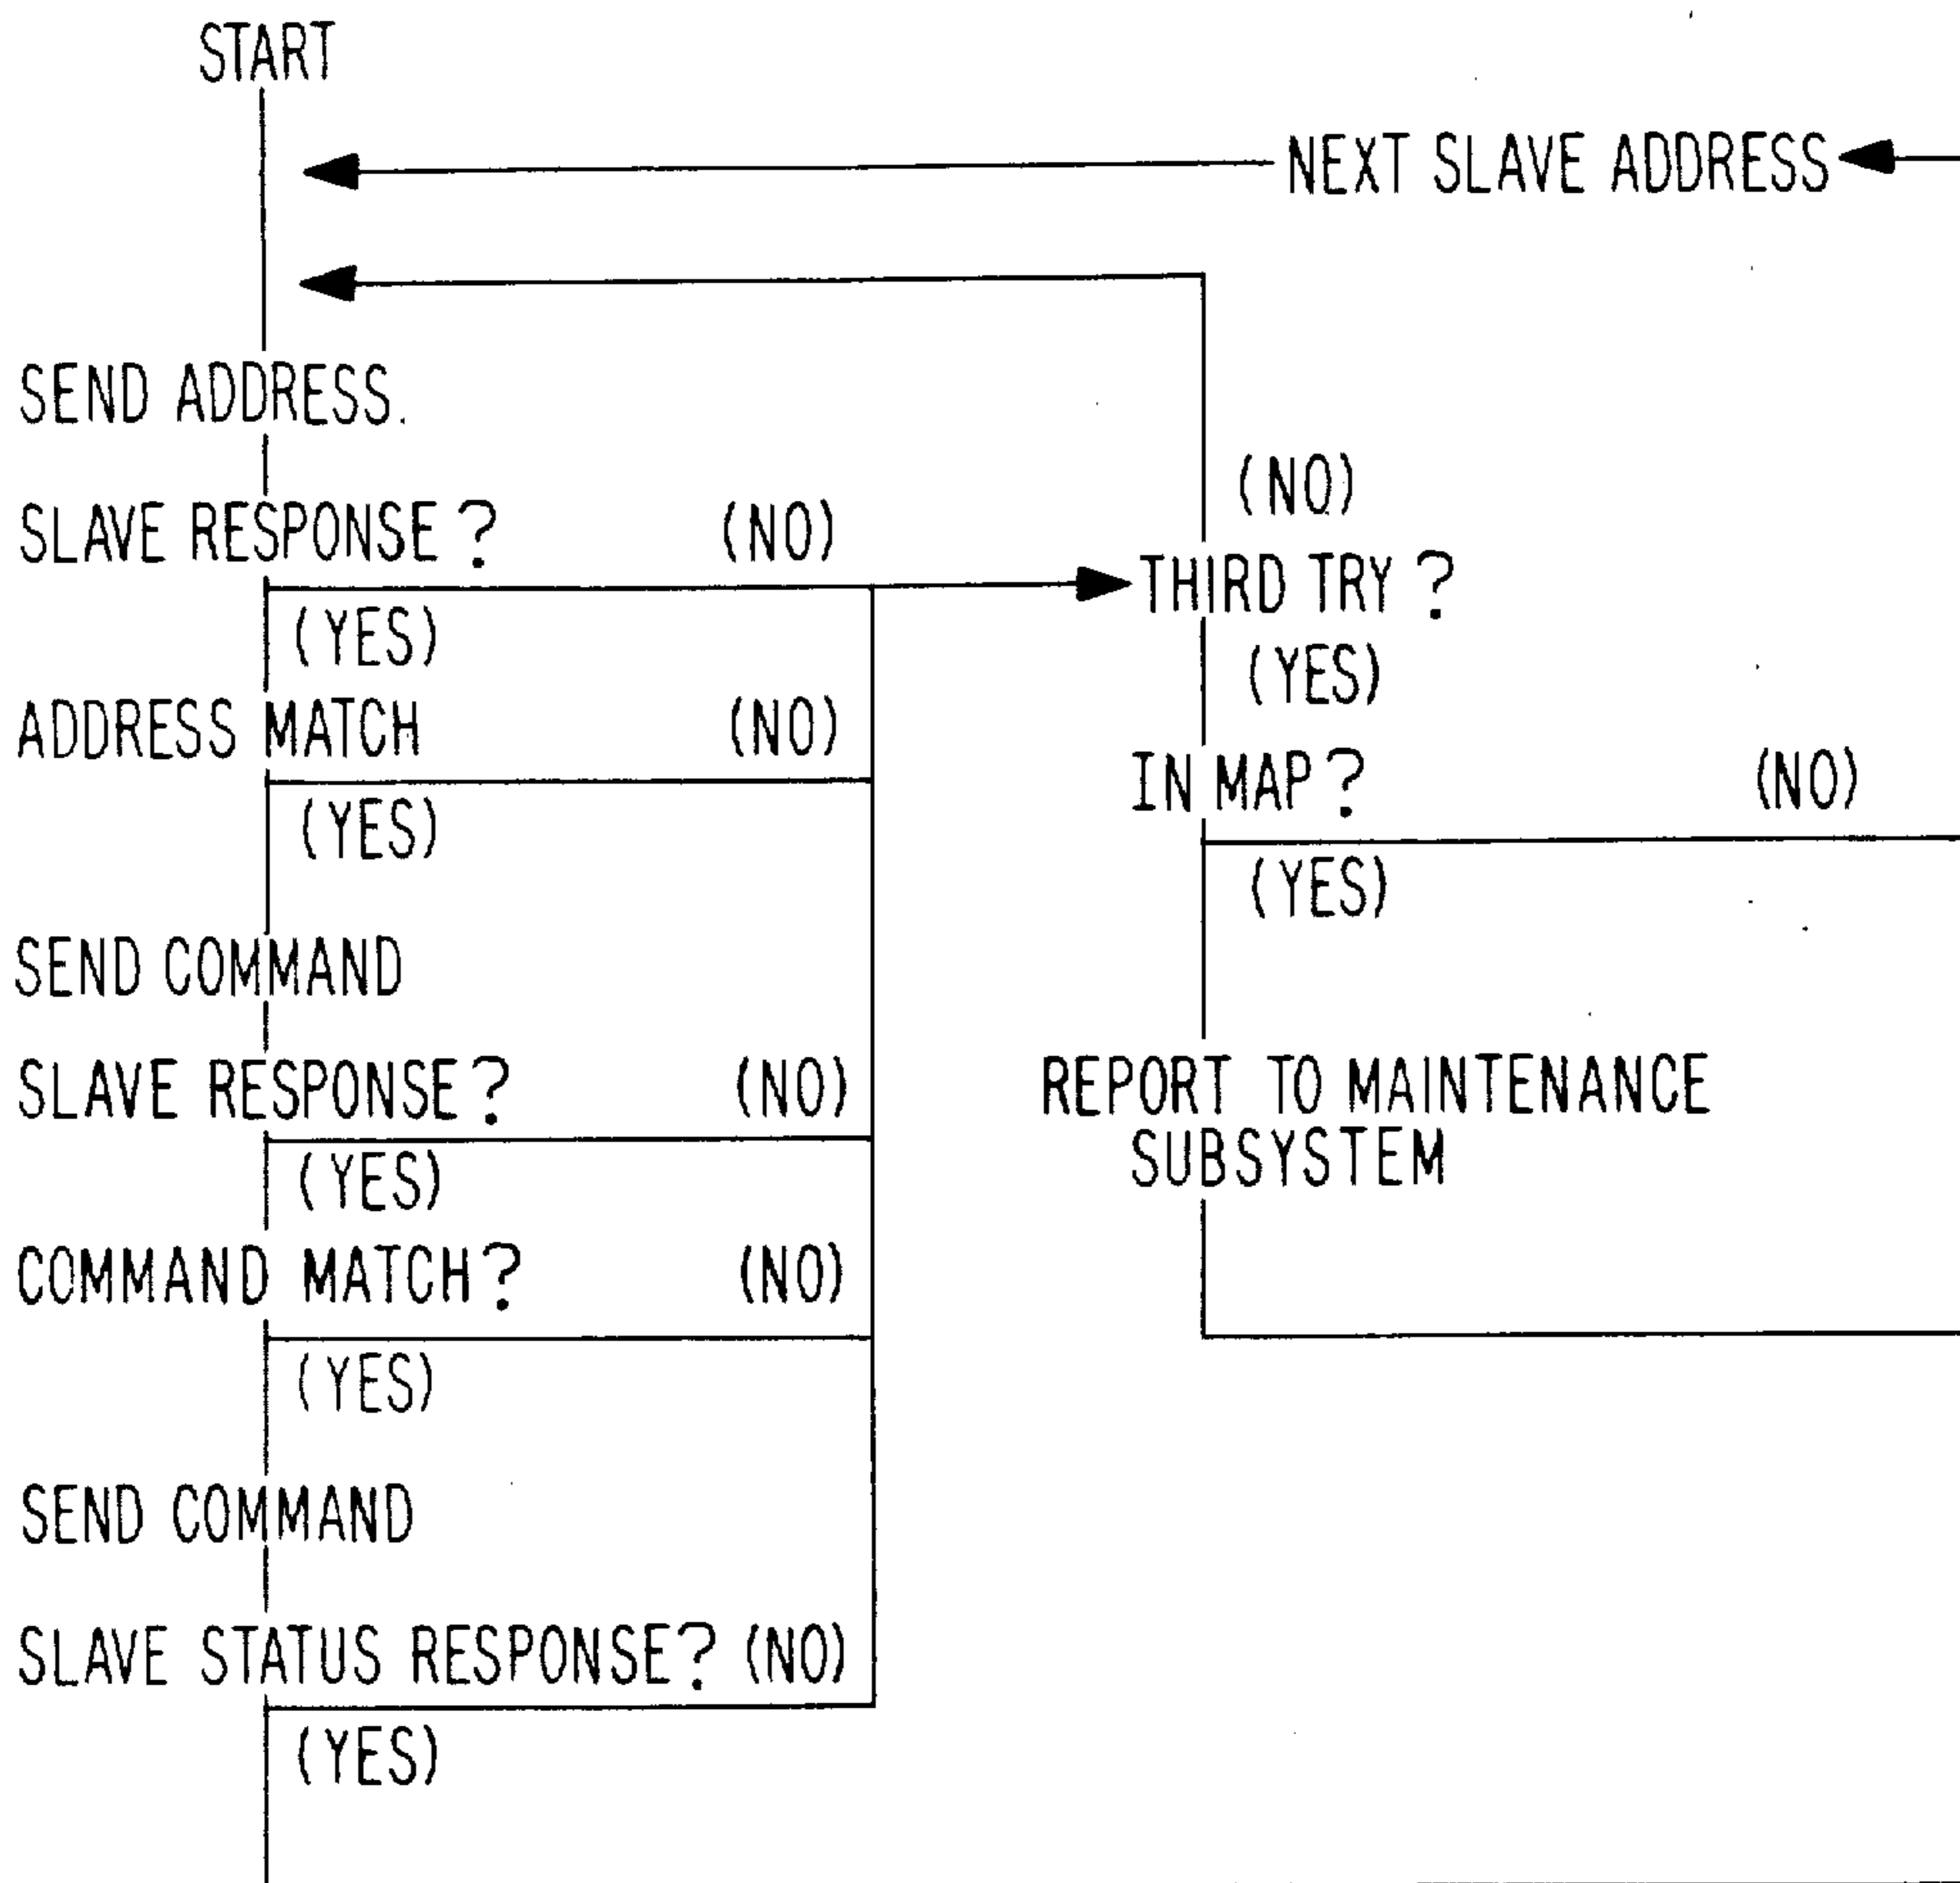 START
NEXT SLAVE ADDRESS
SEND ADDRESS.
SLAVE RESPONSE? (NO)
(YES)
ADDRESS MATCH (NO)
(YES)
SEND COMMAND
SLAVE RESPONSE? (NO)
(YES)
COMMAND MATCH? (NO)
(YES)
SEND COMMAND
SLAVE STATUS RESPONSE? (NO)
(YES)
(NO)
THIRD TRY?
(YES)
IN MAP? (NO)
(YES)
REPORT TO MAINTENANCE
SUBSYSTEM